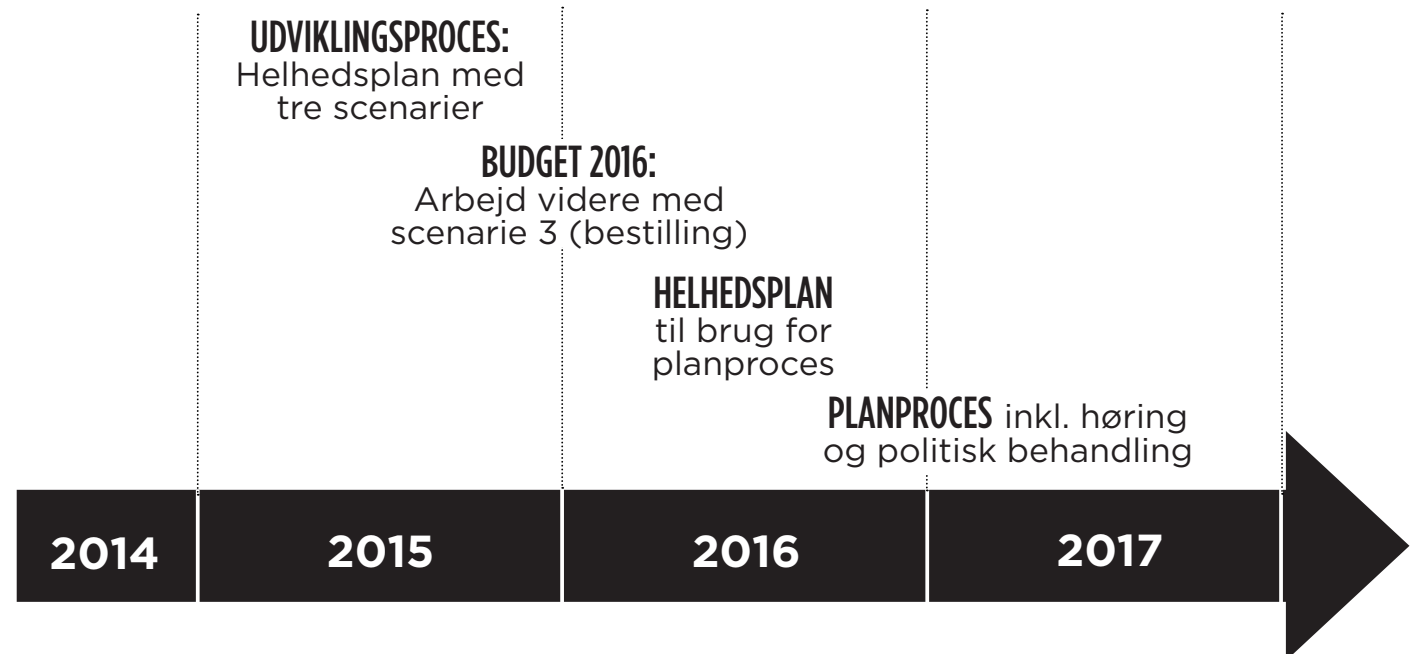 UDVIKLINGSPROCES:
Helhedsplan med
tre scenarier
BUDGET 2016:
Arbejd videre med
scenarie 3 (bestilling)
HELHEDSPLAN
til brug for
planproces
PLANPROCES inkl. høring
og politisk behandling
2014 2015 2016 2017